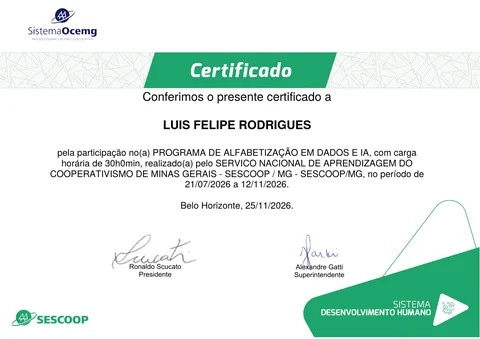 SistemaOcemg
Certificado
Conferimos o presente certificado a
LUIS FELIPE RODRIGUES
pela participação no(a) PROGRAMA DE ALFABETIZAÇÃO EM DADOS E IA, com carga
horária de 30h0min, realizado(a) pelo SERVICO NACIONAL DE APRENDIZAGEM DO
COOPERATIVISMO DE MINAS GERAIS - SESCOOP / MG - SESCOOP/MG, no período de
21/07/2026 a 12/11/2026.
Belo Horizonte, 25/11/2026.
Ronaldo Scucato
Presidente
Alexandre Gatti
Superintendente
SISTEMA
DESENVOLVIMENTO HUMANO
SESCOOP